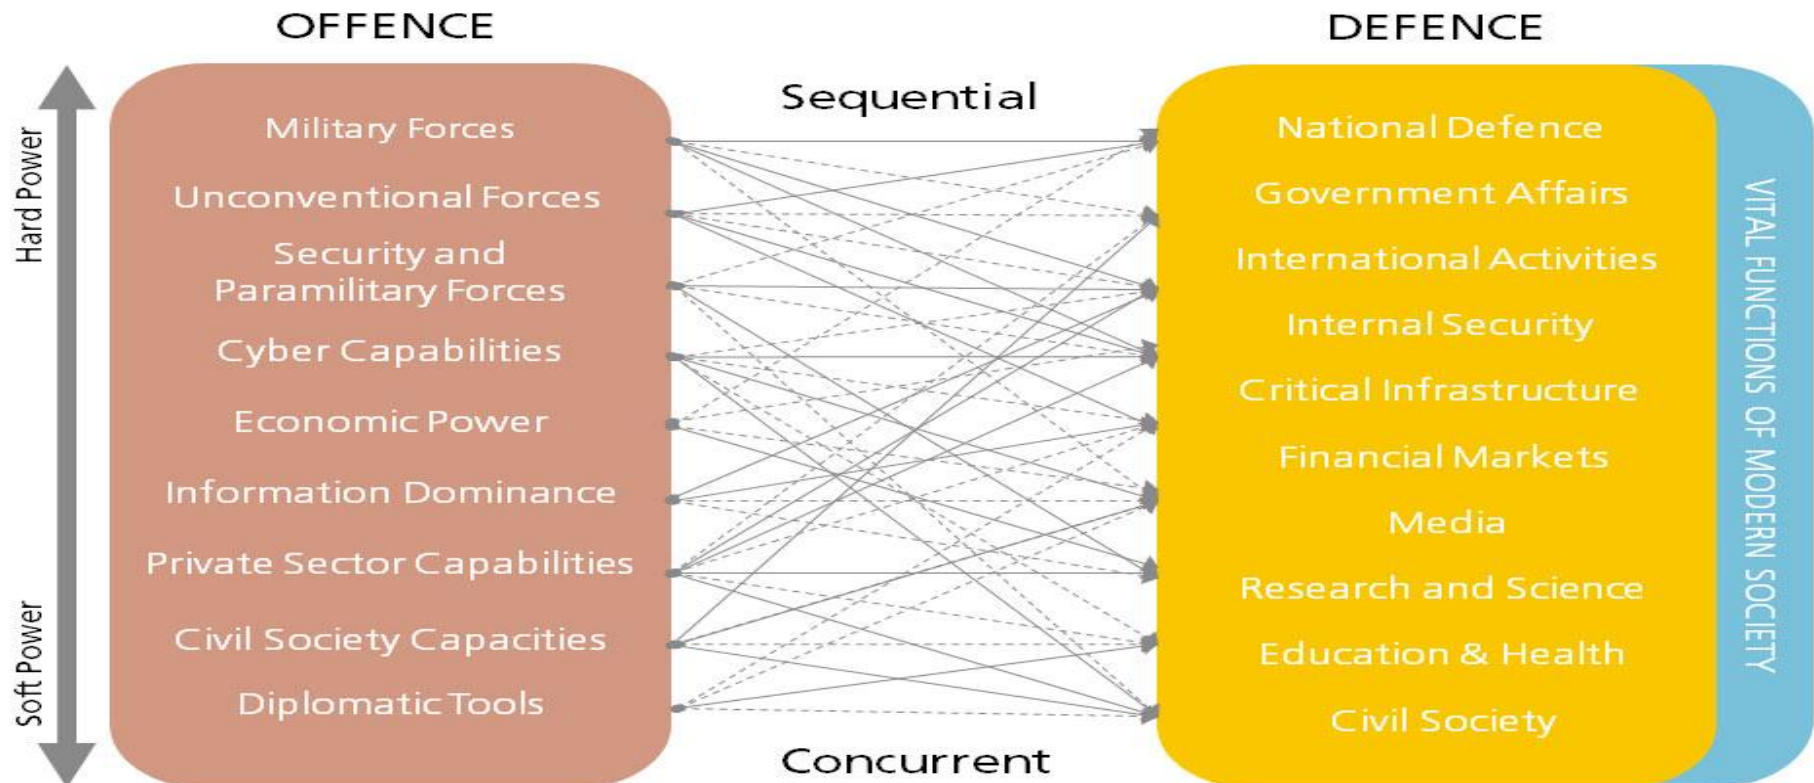 OFFENCE
DEFENCE
Hard Power
Soft Power
Military Forces
Unconventional Forces
Security and
Paramilitary Forces
Cyber Capabilities
Economic Power
Information Dominance
Private Sector Capabilities
Civil Society Capacities
Diplomatic Tools
Sequential
Concurrent
National Defence
Government Affairs
International Activities
Internal Security
Critical Infrastructure
Financial Markets
Media
Research and Science
Education & Health
Civil Society
VITAL FUNCTIONS OF MODERN SOCIETY